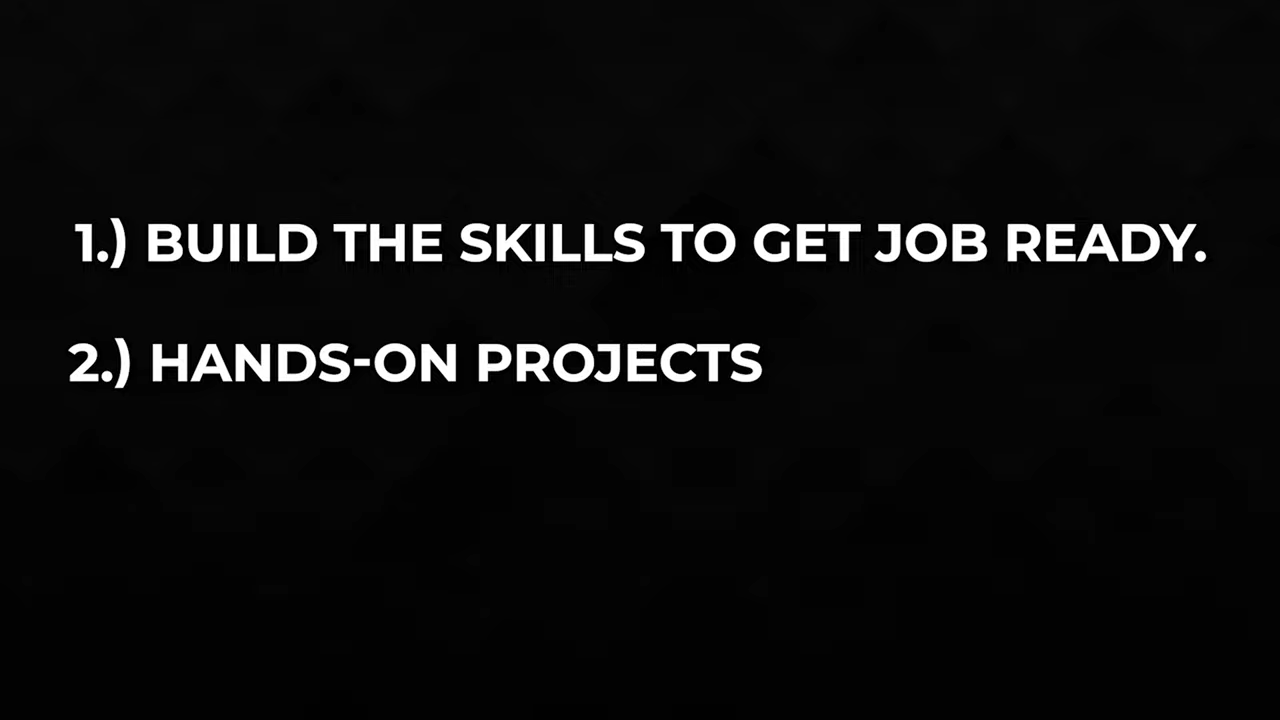 1.) BUILD THE SKILLS TO GET JOB READY.
2.) HANDS-ON PROJECTS